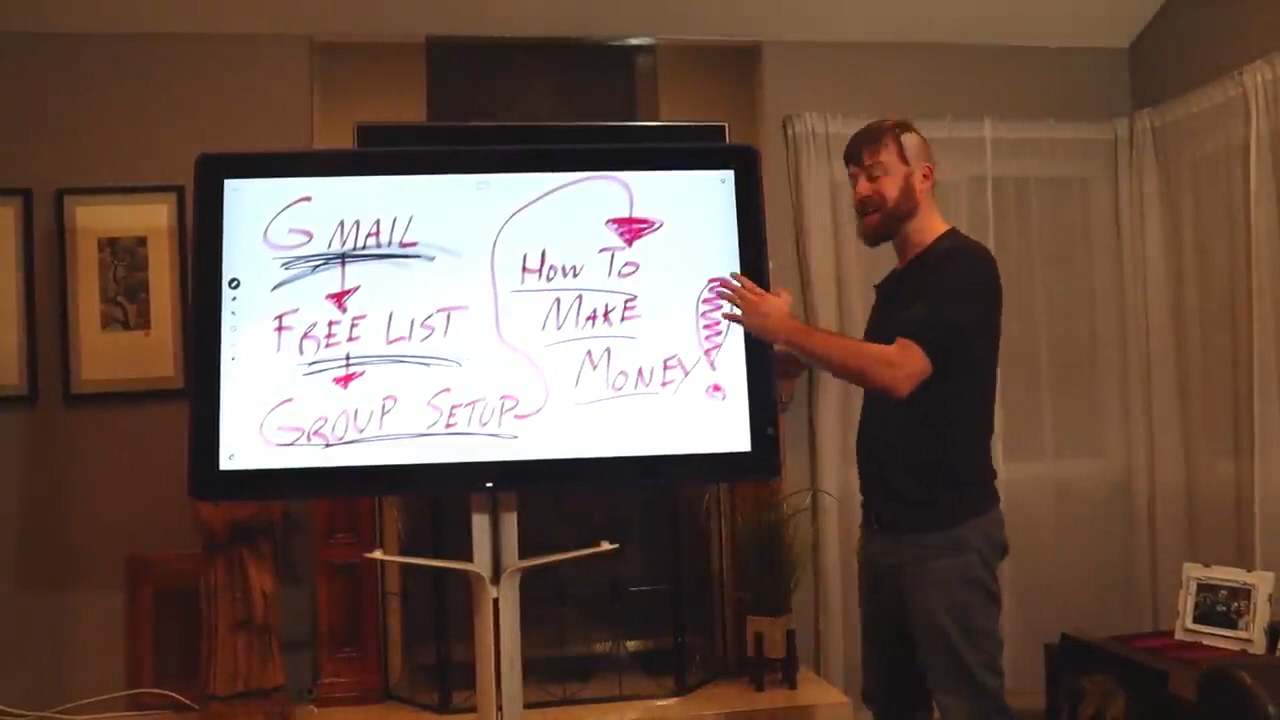 GMAIL
FREE LIST
GROUP SETUP
HOW TO
MAKE
MONEY!